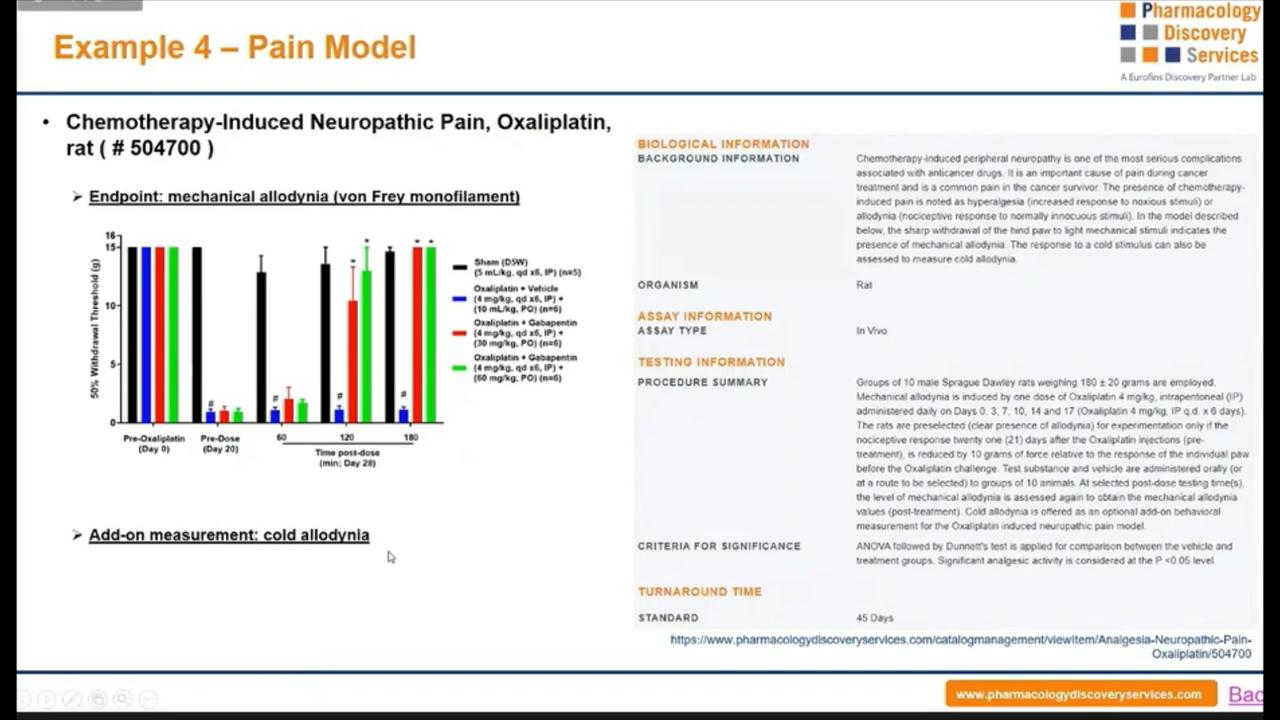 Example 4 – Pain Model
Pharmacology
Discovery
Services
A Eurofins Discovery Partner Lab
• Chemotherapy-Induced Neuropathic Pain, Oxaliplatin,
rat ( # 504700 )
➢ Endpoint: mechanical allodynia (von Frey monofilament)
50% Withdrawal Threshold (g)
16
15
10
5
0
#
#
#
*
*
#
*
*
Pre-Oxaliplatin
(Day 0)
Pre-Dose
(Day 20)
60
120
180
Time post-dose
(min; Day 28)
Sham (D5W)
(5 mL/kg, qd x6, IP) (n=5)
Oxaliplatin + Vehicle
(4 mg/kg, qd x6, IP) +
(10 mL/kg, PO) (n=6)
Oxaliplatin + Gabapentin
(4 mg/kg, qd x6, IP) +
(30 mg/kg, PO) (n=6)
Oxaliplatin + Gabapentin
(4 mg/kg, qd x6, IP) +
(60 mg/kg, PO) (n=6)
➢ Add-on measurement: cold allodynia
BIOLOGICAL INFORMATION
BACKGROUND INFORMATION
Chemotherapy-induced peripheral neuropathy is one of the most serious complications
associated with anticancer drugs. It is an important cause of pain during cancer
treatment and is a common pain in the cancer survivor. The presence of chemotherapy-
induced pain is noted as hyperalgesia (increased response to noxious stimuli) or
allodynia (nociceptive response to normally innocuous stimuli). In the model described
below, the sharp withdrawal of the hind paw to light mechanical stimuli indicates the
presence of mechanical allodynia. The response to a cold stimulus can also be
assessed to measure cold allodynia.
ORGANISM
Rat
ASSAY INFORMATION
ASSAY TYPE
In Vivo
TESTING INFORMATION
PROCEDURE SUMMARY
Groups of 10 male Sprague Dawley rats weighing 180 ± 20 grams are employed.
Mechanical allodynia is induced by one dose of Oxaliplatin 4 mg/kg, intraperitoneal (IP)
administered daily on Days 0, 3, 7, 10, 14 and 17 (Oxaliplatin 4 mg/kg, IP q.d. x 6 days).
The rats are preselected (clear presence of allodynia) for experimentation only if the
nociceptive response twenty one (21) days after the Oxaliplatin injections (pre-
treatment), is reduced by 10 grams of force relative to the response of the individual paw
before the Oxaliplatin challenge. Test substance and vehicle are administered orally (or
at a route to be selected) to groups of 10 animals. At selected post-dose testing time(s),
the level of mechanical allodynia is assessed again to obtain the mechanical allodynia
values (post-treatment). Cold allodynia is offered as an optional add-on behavioral
measurement for the Oxaliplatin induced neuropathic pain model.
CRITERIA FOR SIGNIFICANCE
ANOVA followed by Dunnett's test is applied for comparison between the vehicle and
treatment groups. Significant analgesic activity is considered at the P <0.05 level.
TURNAROUND TIME
STANDARD
45 Days
https://www.pharmacologydiscoveryservices.com/catalogmanagement/viewItem/Analgesia-Neuropathic-Pain-
Oxaliplatin/504700
www.pharmacologydiscoveryservices.com
Bac